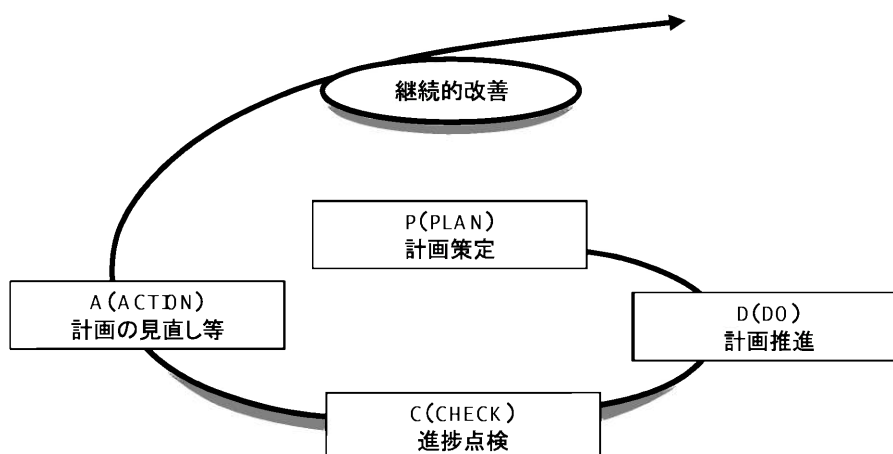 継続的改善
P(PLAN)
計画策定
A(ACTION)
計画の見直し等
D(DO)
計画推進
C(CHECK)
進捗点検